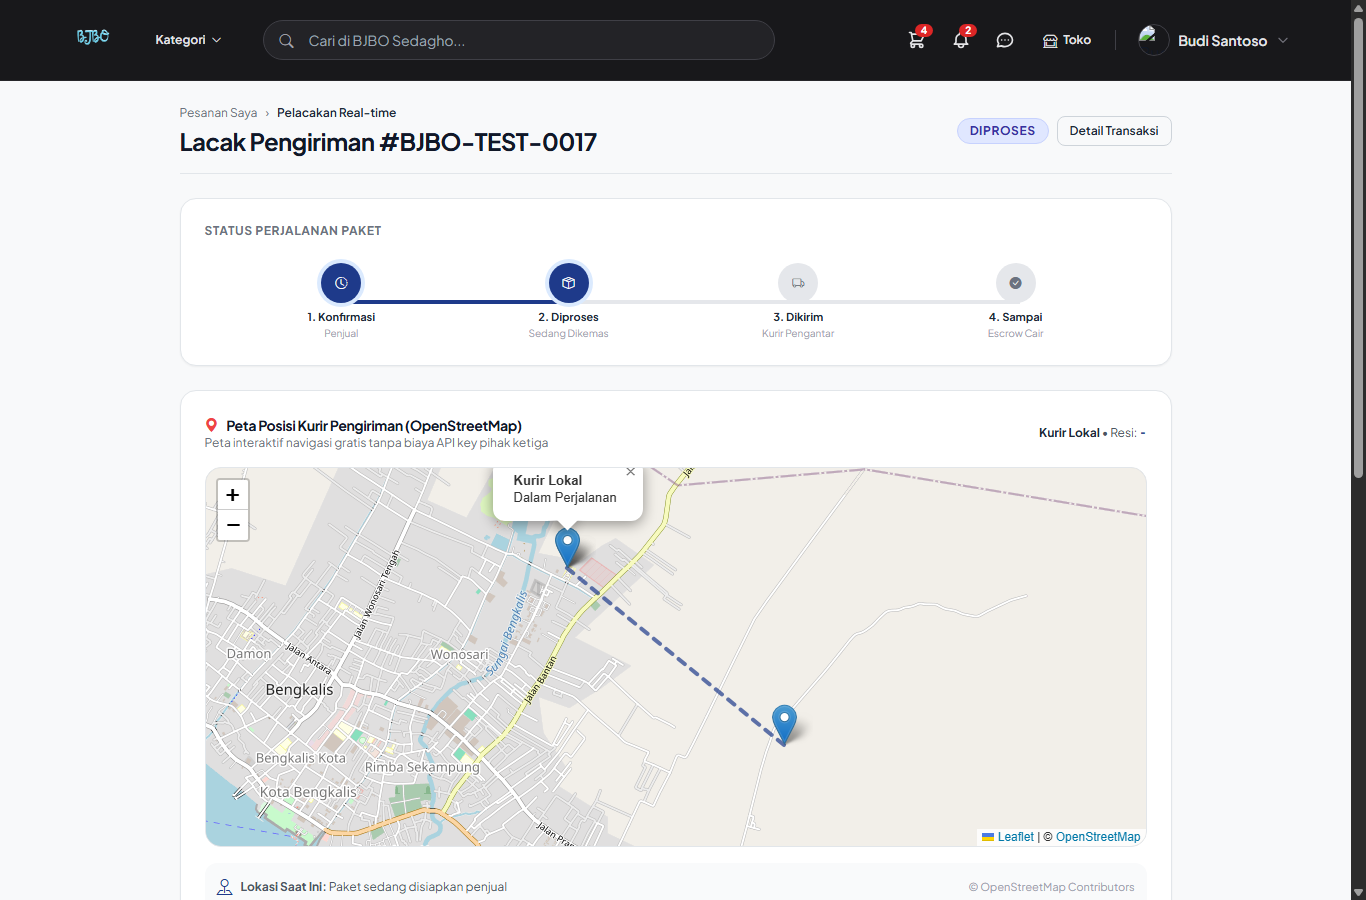 BJBO
Kategori
Cari di BJBO Sedagho...
4
2
Toko
Budi Santoso
Pesanan Saya › Pelacakan Real-time
Lacak Pengiriman #BJBO-TEST-0017
DIPROSES
Detail Transaksi
STATUS PERJALANAN PAKET
1. Konfirmasi
Penjual
2. Diproses
Sedang Dikemas
3. Dikirim
Kurir Pengantar
4. Sampai
Escrow Cair
Peta Posisi Kurir Pengiriman (OpenStreetMap)
Peta interaktif navigasi gratis tanpa biaya API key pihak ketiga
Kurir Lokal • Resi: -
+
−
Kurir Lokal
×
Dalam Perjalanan
Jalan Wonosari Tengah
Sungai Bengkalis
Damon
Jalan Antara
Wonosari
Jalan Bantan
Bengkalis
Bengkalis Kota
Rimba Sekampung
Kota Bengkalis
Leaflet | © OpenStreetMap
Lokasi Saat Ini: Paket sedang disiapkan penjual
© OpenStreetMap Contributors